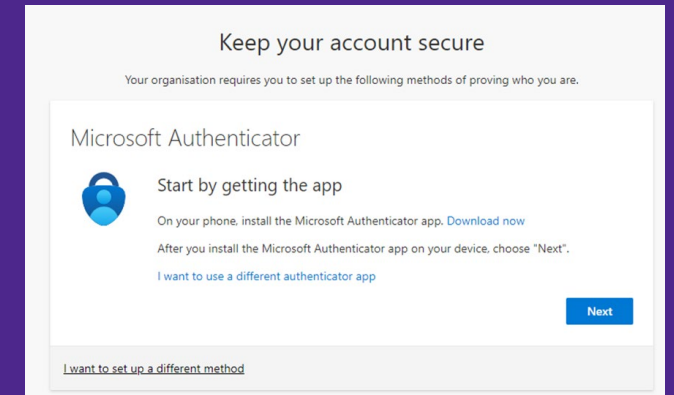 Keep your account secure
Your organisation requires you to set up the following methods of proving who you are.
Microsoft Authenticator
Start by getting the app
On your phone, install the Microsoft Authenticator app. Download now
After you install the Microsoft Authenticator app on your device, choose "Next".
I want to use a different authenticator app
Next
I want to set up a different method